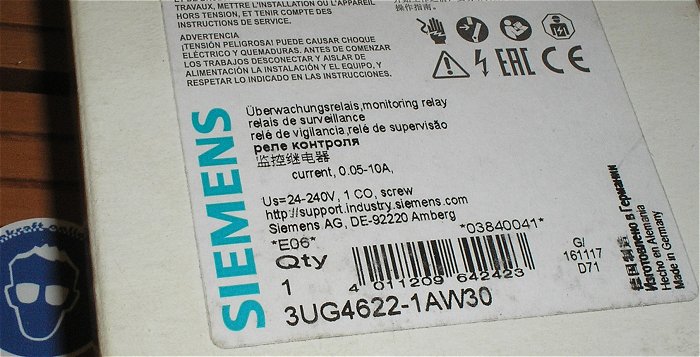 TRAVAUX, METTRE L'INSTALLATION OU L'APPAREIL
HORS TENSION, ET TENIR COMPTE DES
INSTRUCTIONS DE SERVICE.
ADVERTENCIA
¡TENSIÓN PELIGROSA! PUEDE CAUSAR CHOQUE
ELÉCTRICO Y QUEMADURAS. ANTES DE COMENZAR
LOS TRABAJOS DESCONECTAR Y AISLAR DE
ALIMENTACIÓN LA INSTALACIÓN Y EL EQUIPO, Y
RESPETAR LO INDICADO EN LAS INSTRUCCIONES.
操作指南。
EAC CE
SIEMENS
Überwachungsrelais,monitoring relay
relais de surveillance
relé de vigilancia,relé de supervisão
реле контроля
监控继电器
current, 0.05-10A,
Us=24-240V, 1 CO, screw
http://support.industry.siemens.com
Siemens AG, DE-92220 Amberg
*E06*
*03840041*
Qty
1
4 011209 642423
3UG4622-1AW30
G/
161117
D71
德国制造
Изготовлено в Германии
Hecho en Alemania
Made in Germany